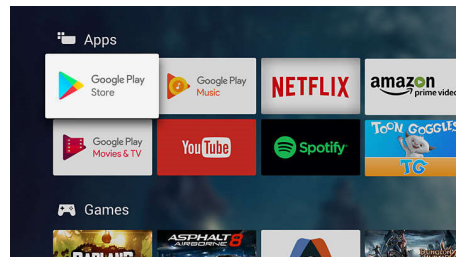 Apps
Google Play
Store
Google Play
Music
NETFLIX
amazon
prime video
Google Play
Movies & TV
YouTube
Spotify
TOON GOGGLES
TG
Games
BADLAND
ASPHALT 8
AIRBORNE